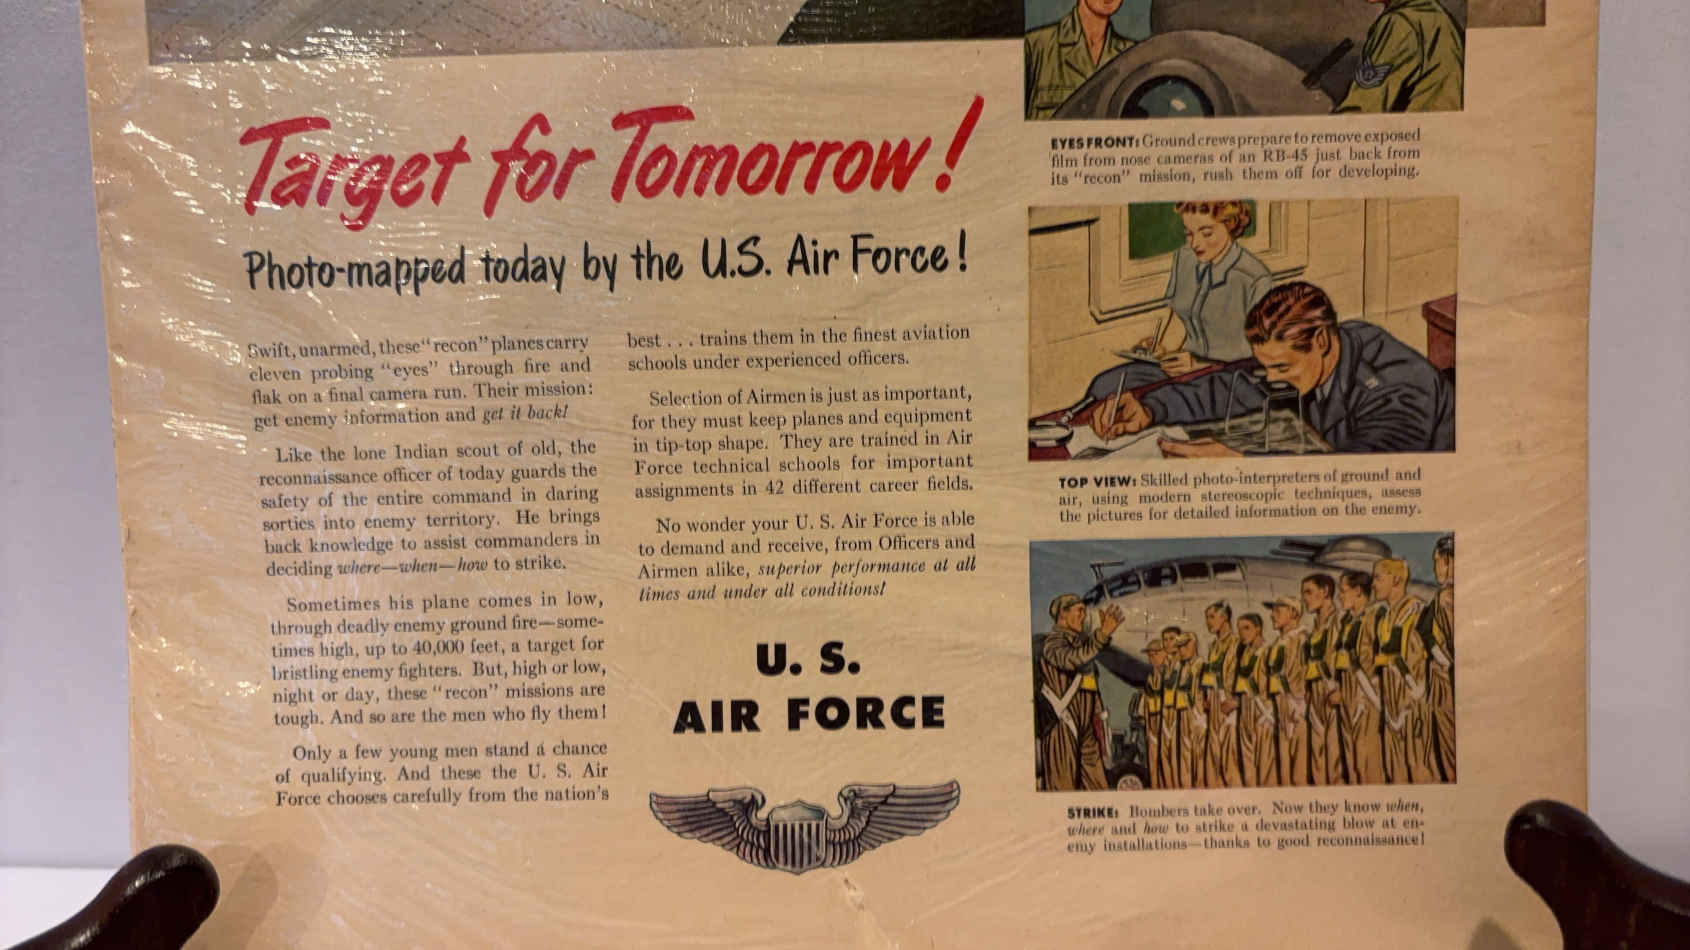 Target for Tomorrow!
Photo-mapped today by the U.S. Air Force!
Swift, unarmed, these "recon" planes carry
eleven probing "eyes" through fire and
flak on a final camera run. Their mission:
get enemy information and get it back!
Like the lone Indian scout of old, the
reconnaissance officer of today guards the
safety of the entire command in daring
sorties into enemy territory. He brings
back knowledge to assist commanders in
deciding where—when—how to strike.
Sometimes his plane comes in low,
through deadly enemy ground fire—some-
times high, up to 40,000 feet, a target for
bristling enemy fighters. But, high or low,
night or day, these "recon" missions are
tough. And so are the men who fly them!
Only a few young men stand a chance
of qualifying. And these the U. S. Air
Force chooses carefully from the nation's
best . . . trains them in the finest aviation
schools under experienced officers.
Selection of Airmen is just as important,
for they must keep planes and equipment
in tip-top shape. They are trained in Air
Force technical schools for important
assignments in 42 different career fields.
No wonder your U. S. Air Force is able
to demand and receive, from Officers and
Airmen alike, superior performance at all
times and under all conditions!
U. S.
AIR FORCE
EYES FRONT: Ground crews prepare to remove exposed
film from nose cameras of an RB-45 just back from
its "recon" mission, rush them off for developing.
TOP VIEW: Skilled photo-interpreters of ground and
air, using modern stereoscopic techniques, assess
the pictures for detailed information on the enemy.
STRIKE: Bombers take over. Now they know when,
where and how to strike a devastating blow at en-
emy installations—thanks to good reconnaissance!